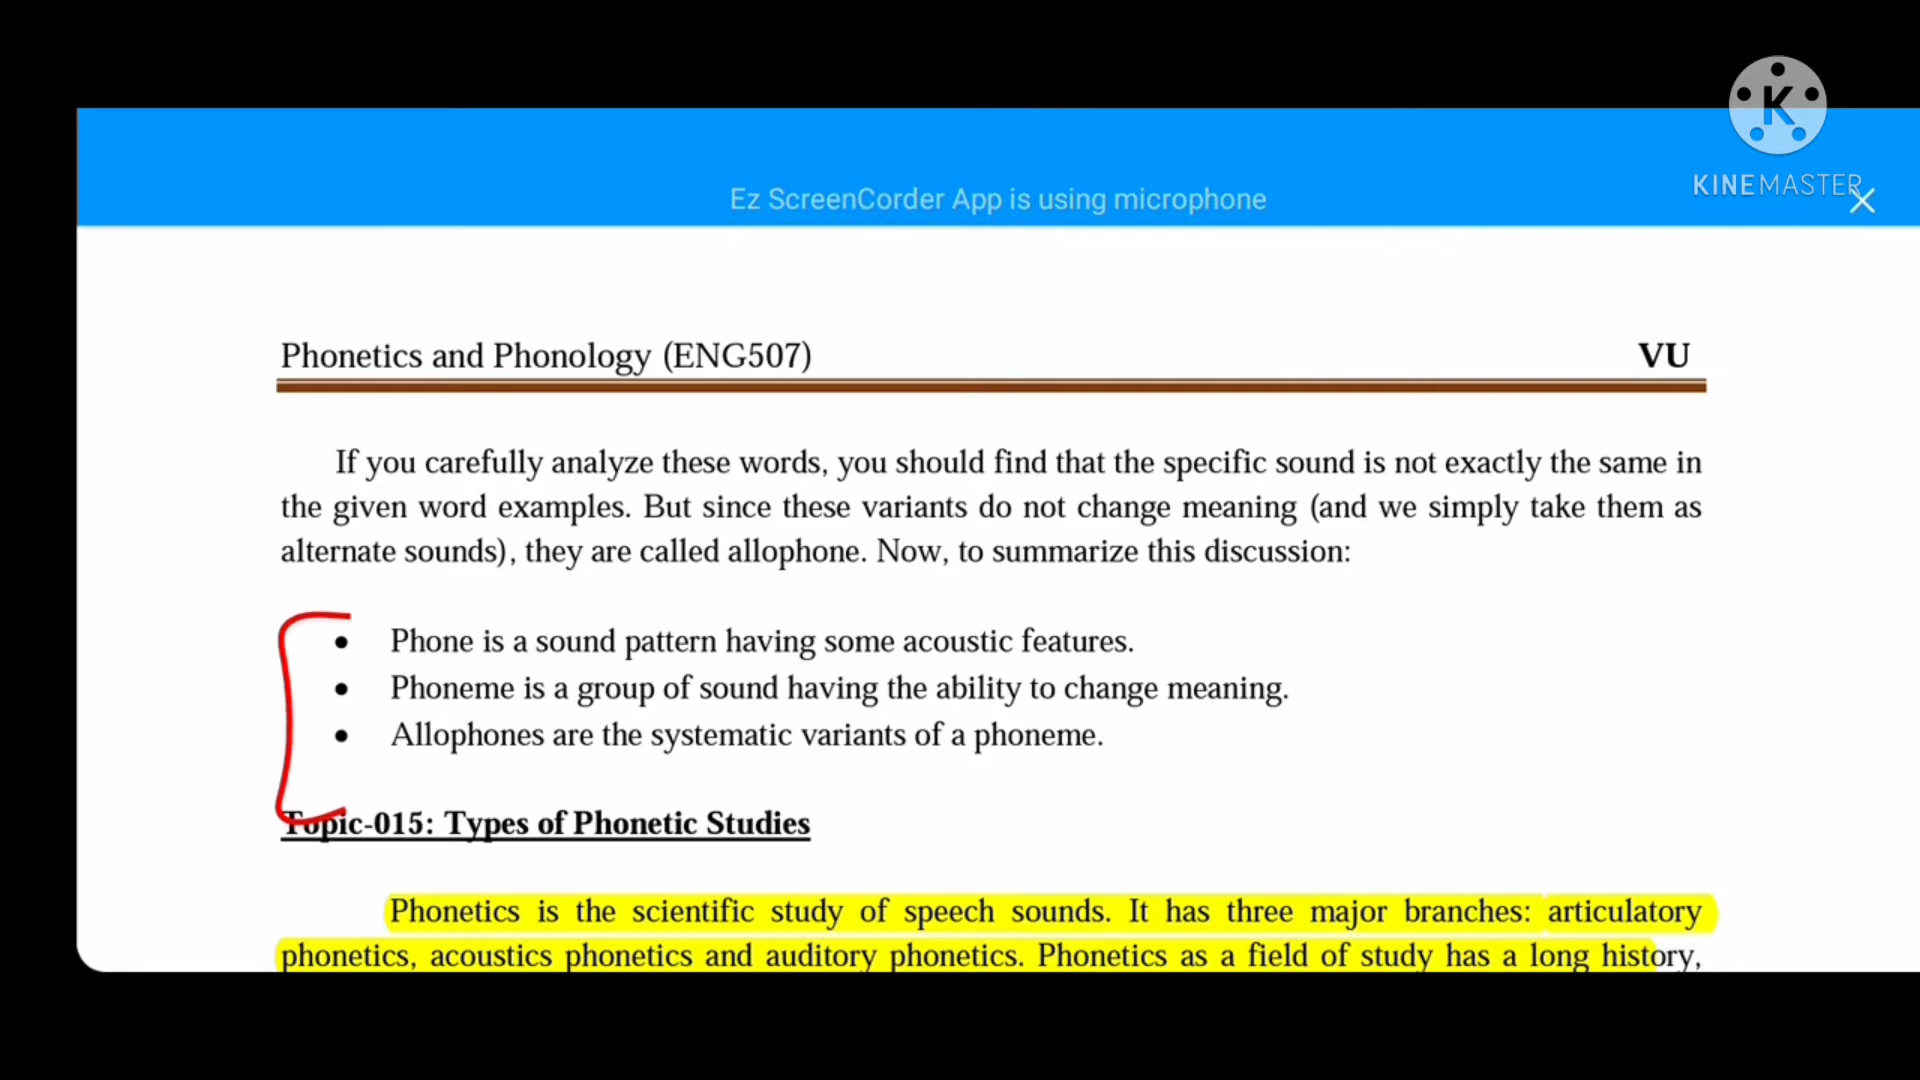 K
KINEMASTER
Ez ScreenCorder App is using microphone
Phonetics and Phonology (ENG507) VU
If you carefully analyze these words, you should find that the specific sound is not exactly the same in
the given word examples. But since these variants do not change meaning (and we simply take them as
alternate sounds), they are called allophone. Now, to summarize this discussion:
• Phone is a sound pattern having some acoustic features.
• Phoneme is a group of sound having the ability to change meaning.
• Allophones are the systematic variants of a phoneme.
Topic-015: Types of Phonetic Studies
Phonetics is the scientific study of speech sounds. It has three major branches: articulatory
phonetics, acoustics phonetics and auditory phonetics. Phonetics as a field of study has a long history,